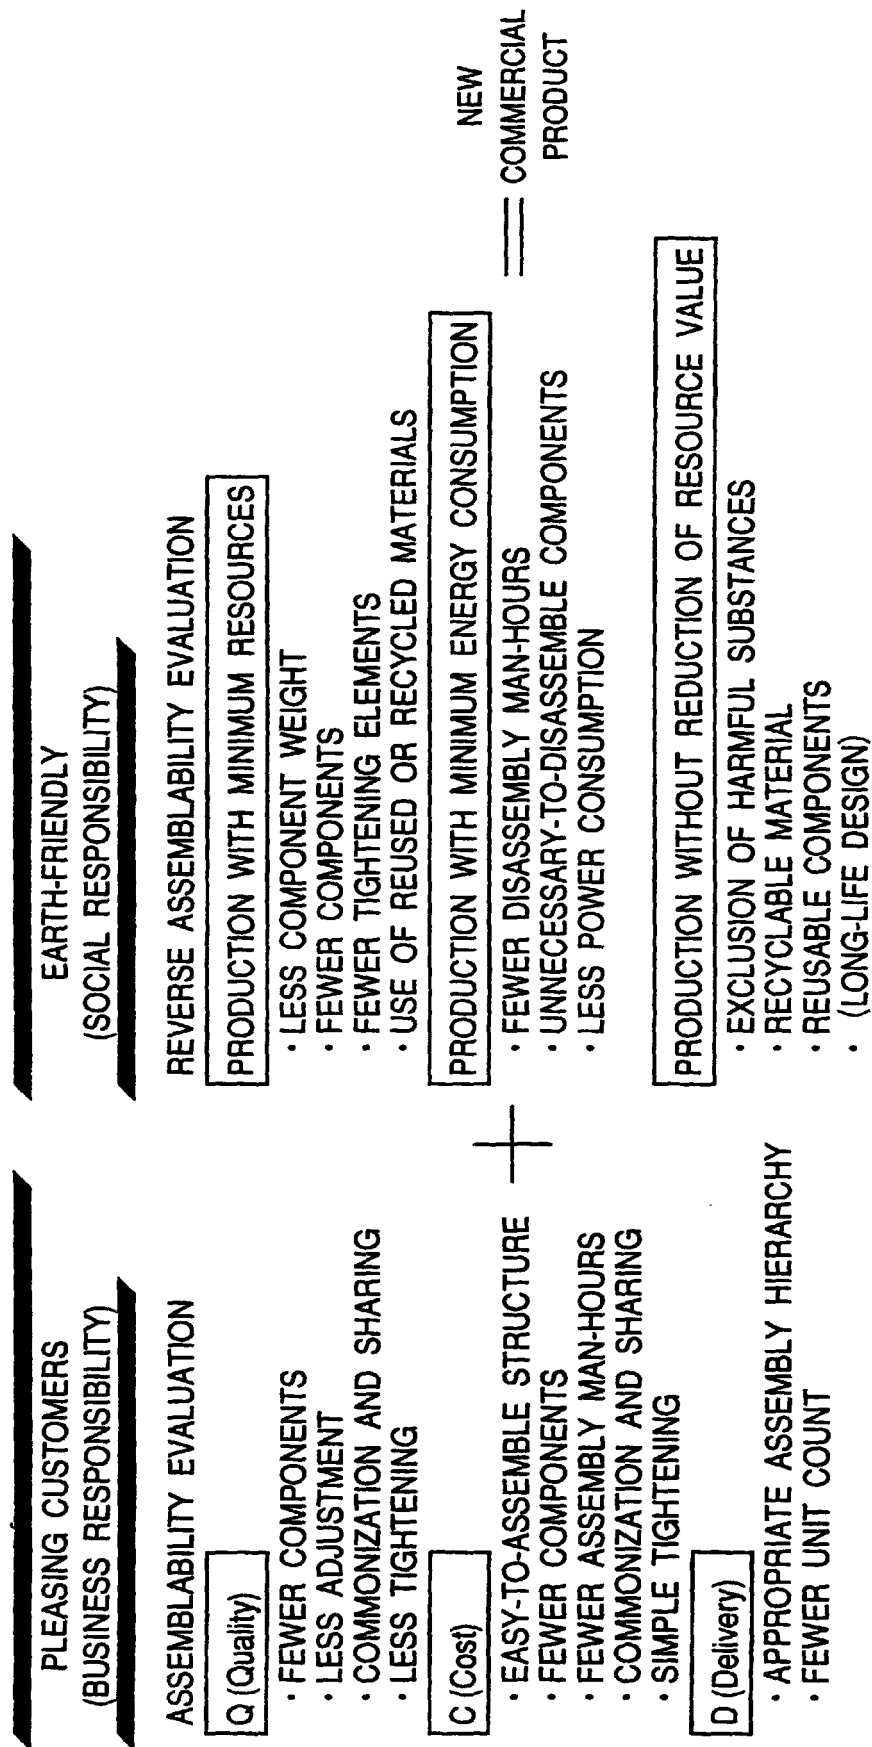 PLEASING CUSTOMERS
(BUSINESS RESPONSIBILITY)
ASSEMBLABILITY EVALUATION
Q (Quality)
· FEWER COMPONENTS
· LESS ADJUSTMENT
· COMMONIZATION AND SHARING
· LESS TIGHTENING
C (Cost)
· EASY-TO-ASSEMBLE STRUCTURE
· FEWER COMPONENTS
· FEWER ASSEMBLY MAN-HOURS
· COMMONIZATION AND SHARING
· SIMPLE TIGHTENING
D (Delivery)
· APPROPRIATE ASSEMBLY HIERARCHY
· FEWER UNIT COUNT
+
EARTH-FRIENDLY
(SOCIAL RESPONSIBILITY)
REVERSE ASSEMBLABILITY EVALUATION
PRODUCTION WITH MINIMUM RESOURCES
· LESS COMPONENT WEIGHT
· FEWER COMPONENTS
· FEWER TIGHTENING ELEMENTS
· USE OF REUSED OR RECYCLED MATERIALS
PRODUCTION WITH MINIMUM ENERGY CONSUMPTION
· FEWER DISASSEMBLY MAN-HOURS
· UNNECESSARY-TO-DISASSEMBLE COMPONENTS
· LESS POWER CONSUMPTION
PRODUCTION WITHOUT REDUCTION OF RESOURCE VALUE
· EXCLUSION OF HARMFUL SUBSTANCES
· RECYCLABLE MATERIAL
· REUSABLE COMPONENTS
· (LONG-LIFE DESIGN)
=
NEW
COMMERCIAL
PRODUCT